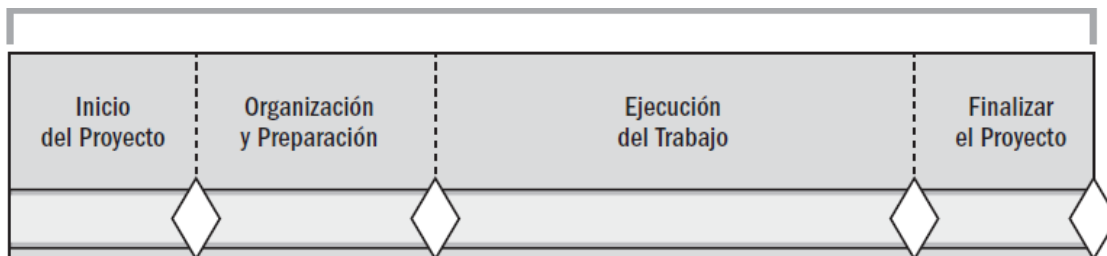 Inicio
del Proyecto
Organización
y Preparación
Ejecución
del Trabajo
Finalizar
el Proyecto